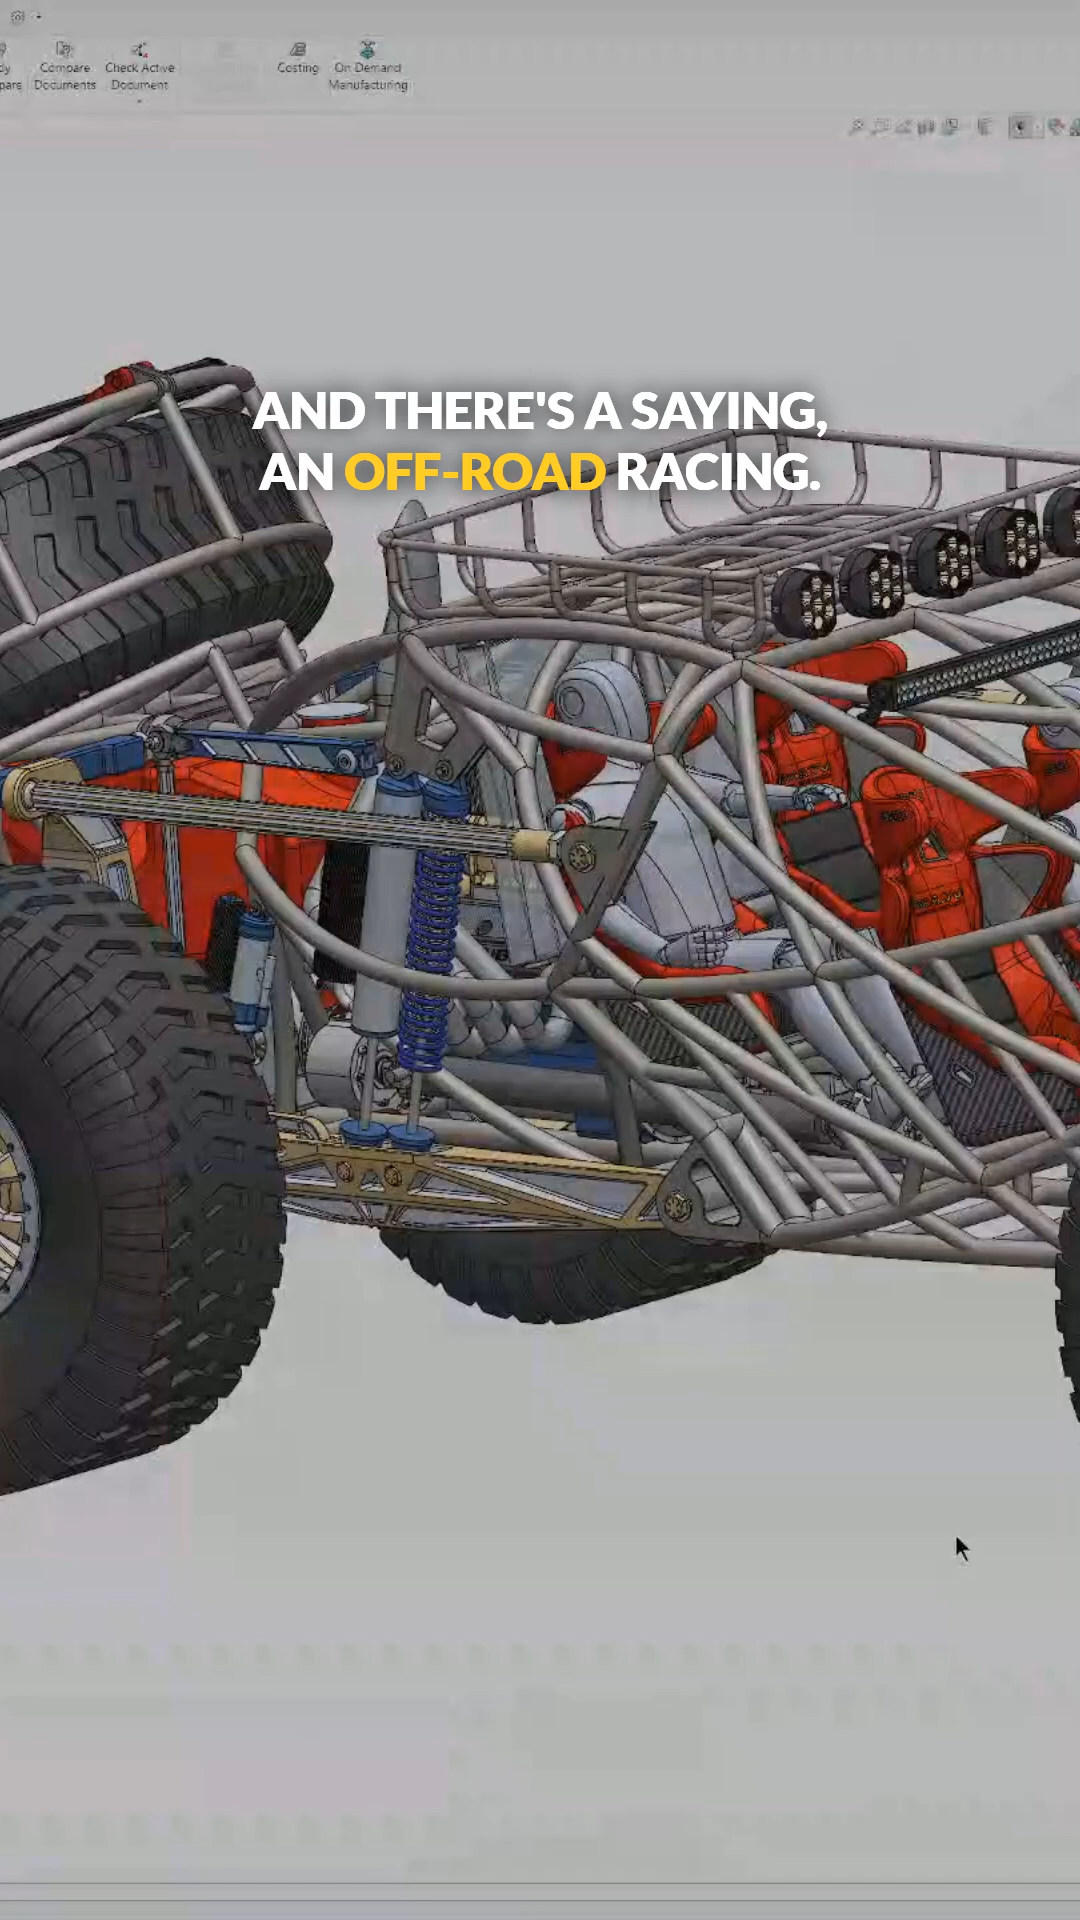 Compare
Documents
Check Active
Document
Costing
On Demand
Manufacturing
AND THERE'S A SAYING,
AN OFF-ROAD RACING.